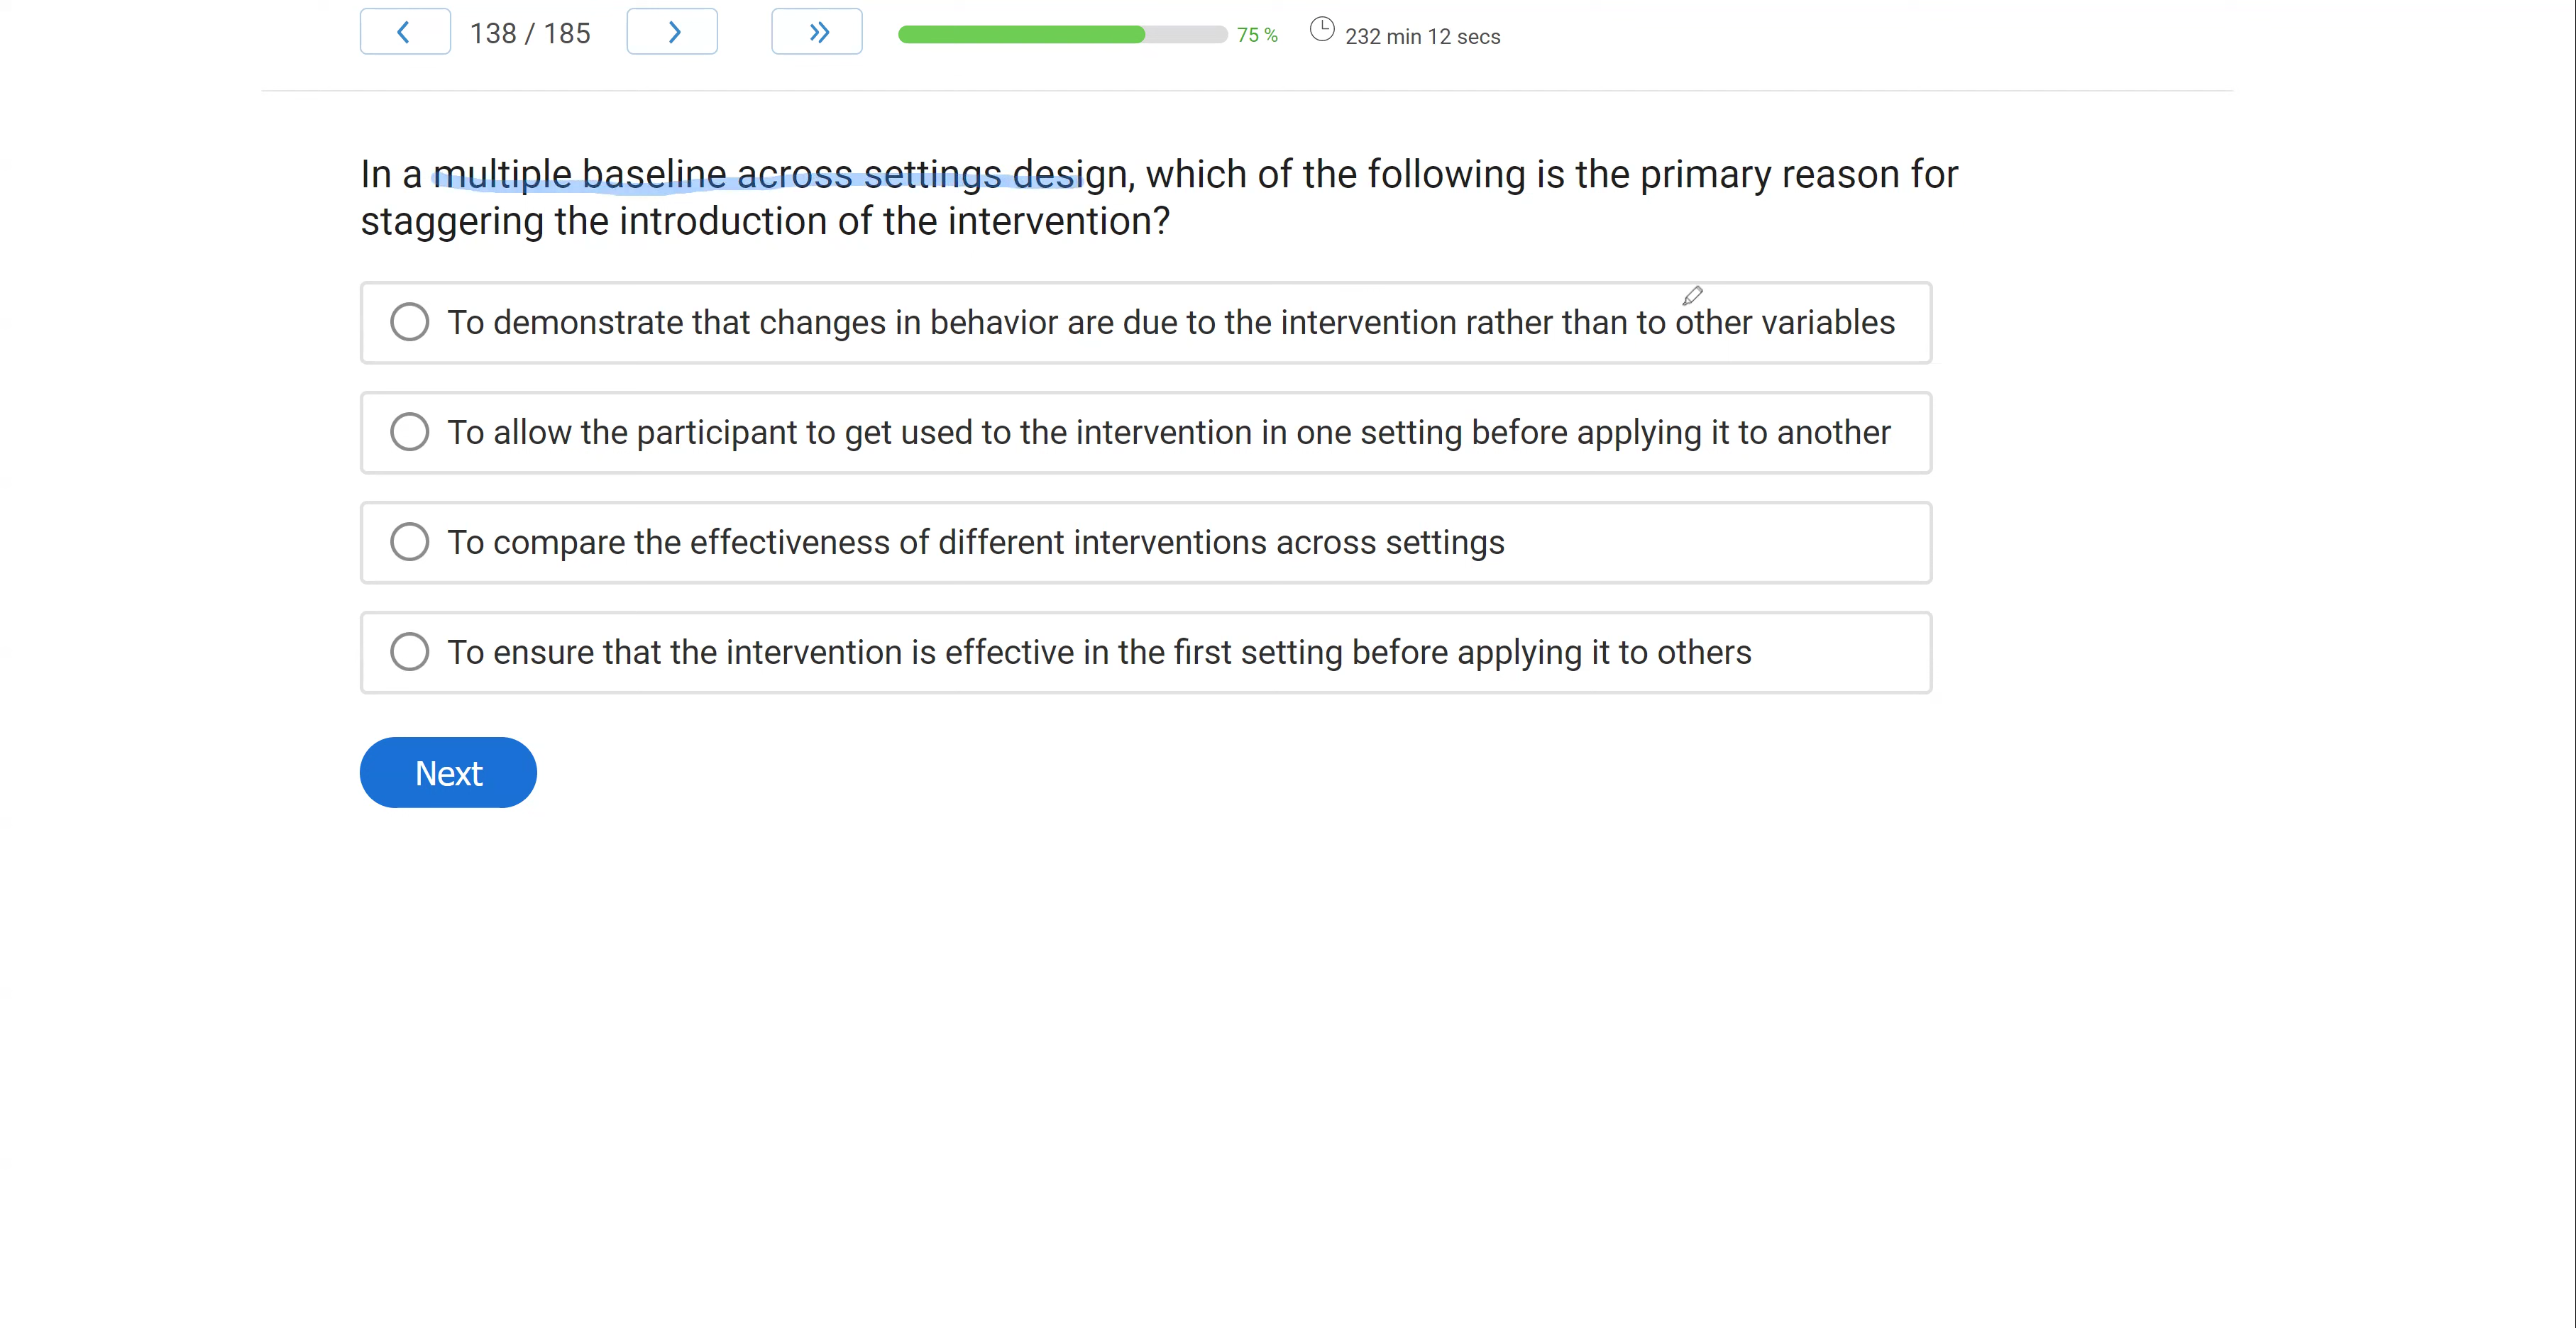 138 / 185
75 %
232 min 12 secs
In a multiple baseline across settings design, which of the following is the primary reason for
staggering the introduction of the intervention?
To demonstrate that changes in behavior are due to the intervention rather than to other variables
To allow the participant to get used to the intervention in one setting before applying it to another
To compare the effectiveness of different interventions across settings
To ensure that the intervention is effective in the first setting before applying it to others
Next